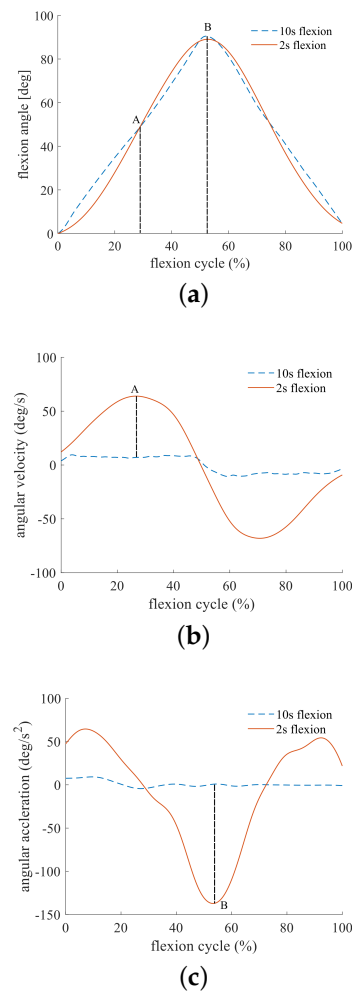 100
80
60
40
20
0
flexion angle [deg]
A
B
10s flexion
2s flexion
0 20 40 60 80 100
flexion cycle (%)
(a)
100
50
0
-50
-100
angular velocity (deg/s)
A
10s flexion
2s flexion
0 20 40 60 80 100
flexion cycle (%)
(b)
100
50
0
-50
-100
-150
angular accleration (deg/s²)
10s flexion
2s flexion
B
0 20 40 60 80 100
flexion cycle (%)
(c)